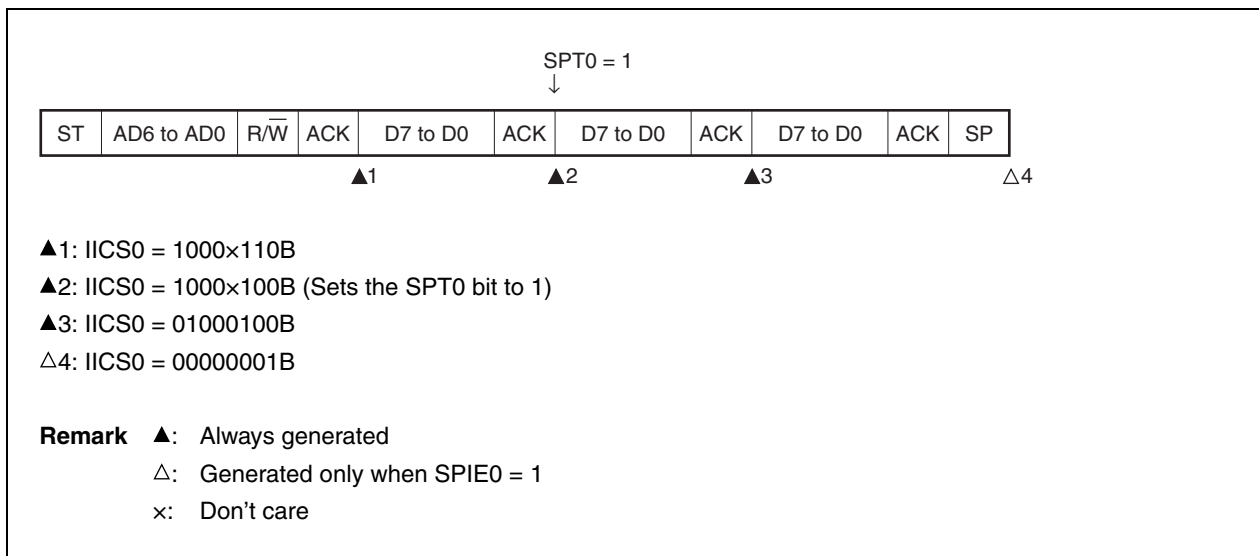 SPT0 = 1
↓
ST AD6 to AD0 R/W̅ ACK D7 to D0 ACK D7 to D0 ACK D7 to D0 ACK SP
▲1 ▲2 ▲3 △4
▲1: IICS0 = 1000×110B
▲2: IICS0 = 1000×100B (Sets the SPT0 bit to 1)
▲3: IICS0 = 01000100B
△4: IICS0 = 00000001B
Remark ▲: Always generated
△: Generated only when SPIE0 = 1
×: Don't care